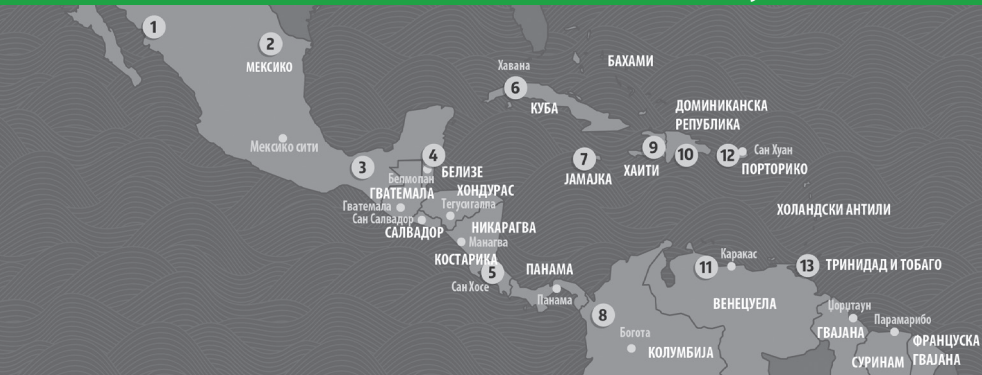 1
2
МЕКСИКО
Хавана
БАХАМИ
6
КУБА
ДОМИНИКАНСКА
РЕПУБЛИКА
Мексико сити
3
4
БЕЛИЗЕ
Белмопан
7
ЈАМАЈКА
9
ХАИТИ
10
12
Сан Хуан
ПОРТОРИКО
ГВАТЕМАЛА
ХОНДУРАС
Гватемала
Тегусигалпа
Сан Салвадор
САЛВАДОР
НИКАРАГВА
Манагва
ХОЛАНДСКИ АНТИЛИ
КОСТАРИКА
5
Сан Хосе
ПАНАМА
Панама
11
Каракас
13
ТРИНИДАД И ТОБАГО
ВЕНЕЦУЕЛА
8
Богота
КОЛУМБИЈА
Џорџтаун
ГВАЈАНА
Парамарибо
СУРИНАМ
ФРАНЦУСКА
ГВАЈАНА